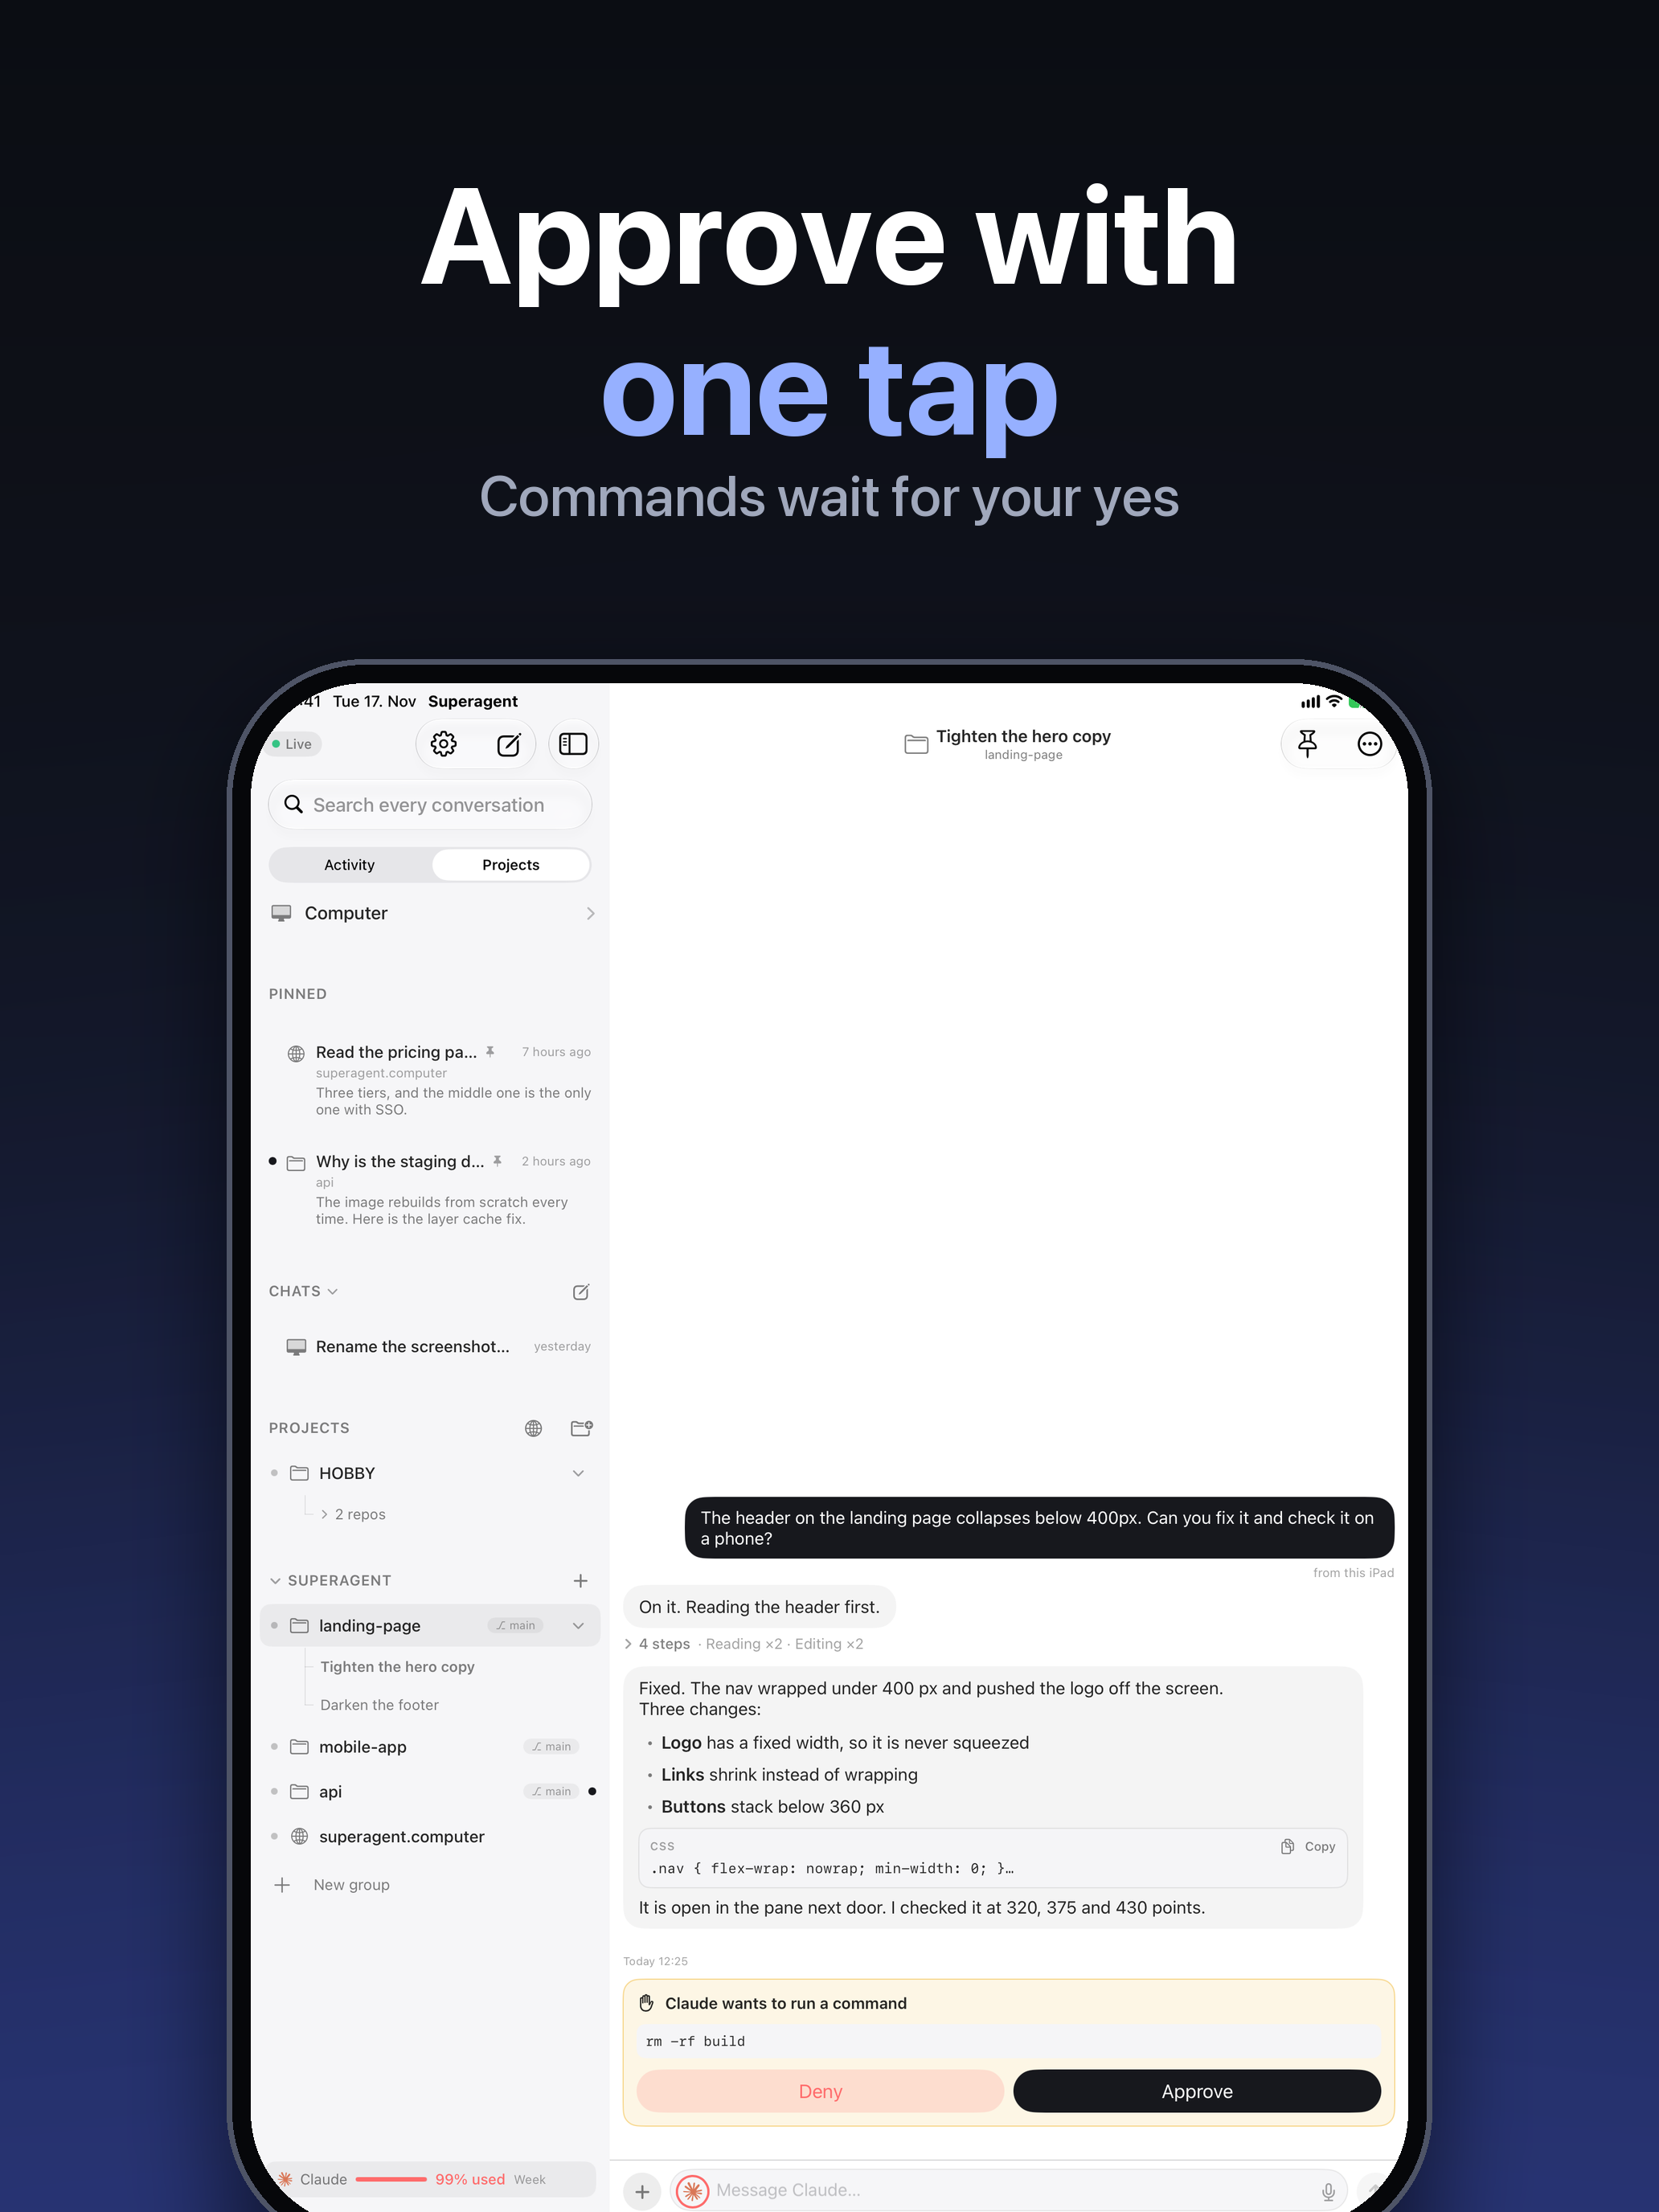 Approve with
one tap
Commands wait for your yes
41 Tue 17. Nov Superagent
Live
Search every conversation
Activity Projects
Computer
PINNED
Read the pricing pa... 7 hours ago
superagent.computer
Three tiers, and the middle one is the only
one with SSO.
Why is the staging d... 2 hours ago
api
The image rebuilds from scratch every
time. Here is the layer cache fix.
CHATS
Rename the screenshot... yesterday
PROJECTS
HOBBY
2 repos
SUPERAGENT
landing-page main
Tighten the hero copy
Darken the footer
mobile-app main
api main
superagent.computer
New group
Claude 99% used Week
Tighten the hero copy
landing-page
The header on the landing page collapses below 400px. Can you fix it and check it on
a phone?
from this iPad
On it. Reading the header first.
4 steps · Reading ×2 · Editing ×2
Fixed. The nav wrapped under 400 px and pushed the logo off the screen.
Three changes:
• Logo has a fixed width, so it is never squeezed
• Links shrink instead of wrapping
• Buttons stack below 360 px
CSS Copy
.nav { flex-wrap: nowrap; min-width: 0; }…
It is open in the pane next door. I checked it at 320, 375 and 430 points.
Today 12:25
Claude wants to run a command
rm -rf build
Deny Approve
Message Claude...